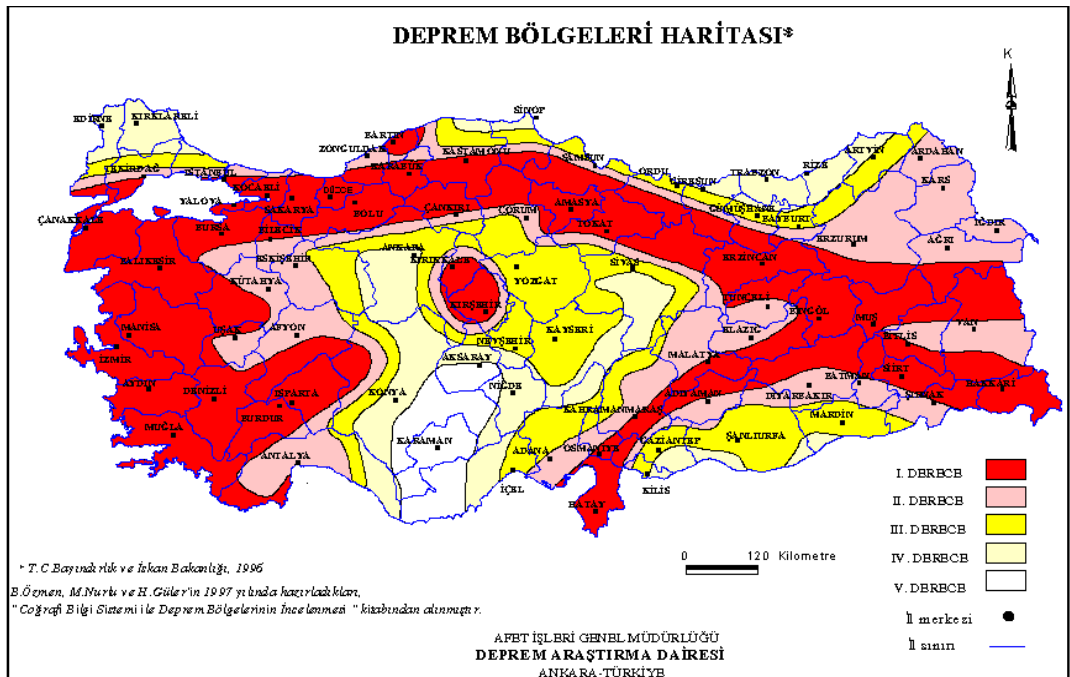 DEPREM BÖLGELERİ HARİTASI*
K
SİNOP
EDİRNE
KIRKLARELİ
BARTIN
ZONGULDAK
KASTAMONU
KARABÜK
SAMSUN
ARTVİN
ARDAHAN
RİZE
TRABZON
ORDU
GİRESUN
KARS
TEKİRDAĞ
İSTANBUL
KOCAELİ
DÜZCE
YALOVA
SAKARYA
BOLU
ÇANKIRI
ÇORUM
AMASYA
TOKAT
GÜMÜŞHANE
BAYBURT
IĞDIR
ÇANAKKALE
BURSA
BİLECİK
ERZURUM
AĞRI
ANKARA
ESKİŞEHİR
KIRIKKALE
SİVAS
ERZİNCAN
BALIKESİR
KÜTAHYA
YOZGAT
TUNCELİ
KIRŞEHİR
BİNGÖL
MUŞ
MANİSA
UŞAK
AFYON
KAYSERİ
ELAZIĞ
VAN
BİTLİS
İZMİR
NEVŞEHİR
AKSARAY
MALATYA
SİİRT
BATMAN
AYDIN
DENİZLİ
ISPARTA
KONYA
NİĞDE
ADIYAMAN
DİYARBAKIR
HAKKARİ
BURDUR
KAHRAMANMARAŞ
ŞIRNAK
MARDİN
MUĞLA
KARAMAN
GAZİANTEP
ŞANLIURFA
ANTALYA
ADANA
OSMANİYE
İÇEL
KİLİS
HATAY
I. DERECE
II. DERECE
III. DERECE
IV. DERECE
V. DERECE
İl merkezi
İl sınırı
0 120 Kilometre
* T.C.Bayındırlık ve İskan Bakanlığı, 1996
B.Özmen, M.Nurlu ve H.Güler'in 1997 yılında hazırladıkları,
" Coğrafi Bilgi Sistemi ile Deprem Bölgelerinin İncelenmesi " kitabından alınmıştır.
AFET İŞLERİ GENEL MÜDÜRLÜĞÜ
DEPREM ARAŞTIRMA DAİRESİ
ANKARA-TÜRKİYE